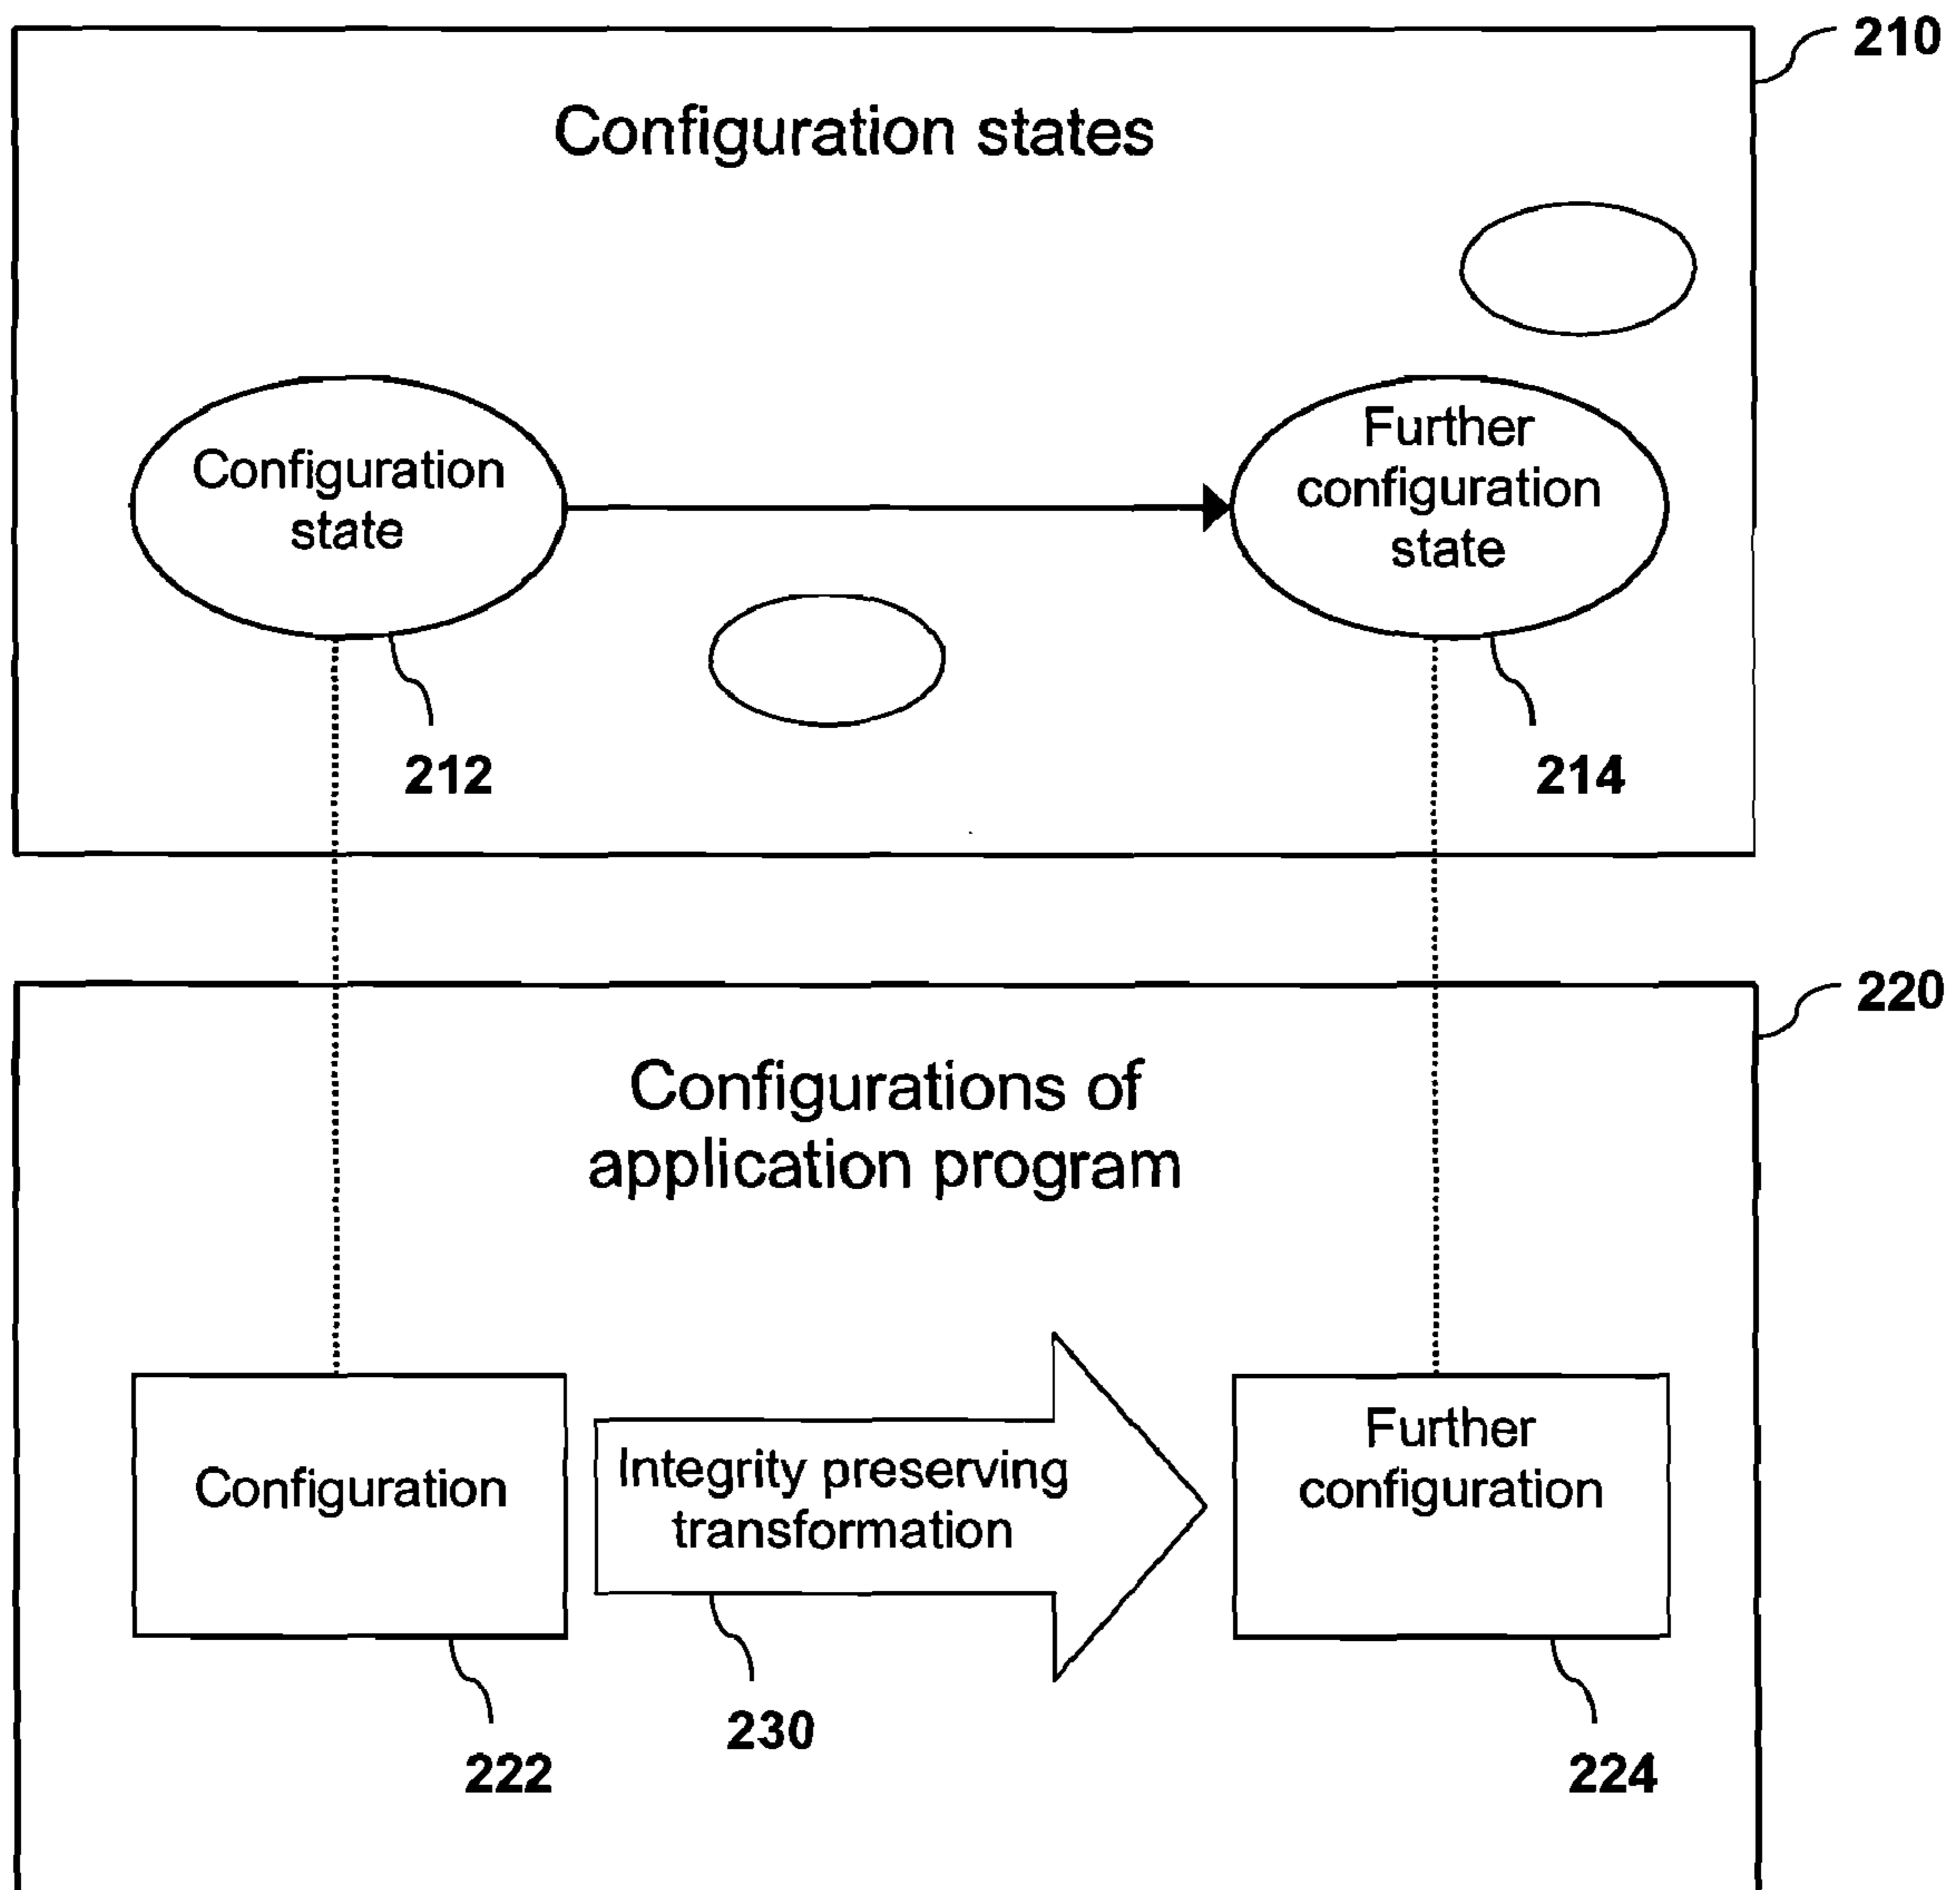 210
Configuration states
Configuration
state
Further
configuration
state
212
214
220
Configurations of
application program
Configuration
Integrity preserving
transformation
Further
configuration
230
222
224